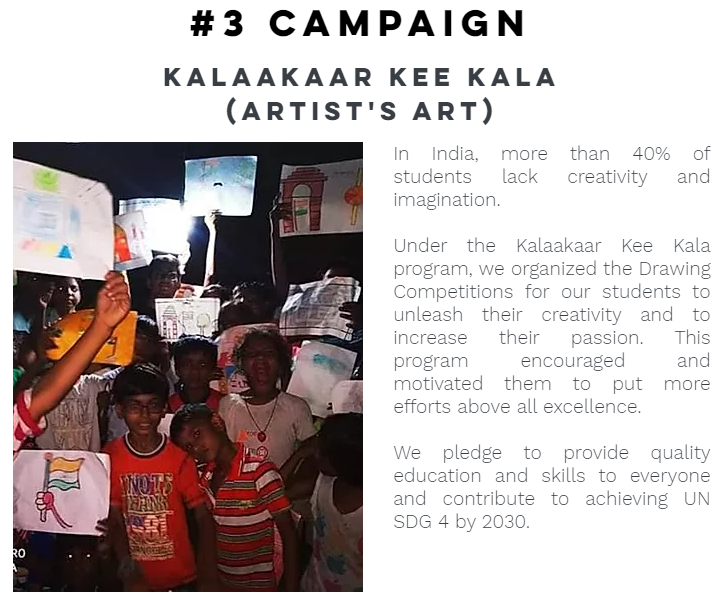 #3 CAMPAIGN
KALAAKAAR KEE KALA
(ARTIST'S ART)
In India, more than 40% of
students lack creativity and
imagination.
Under the Kalaakaar Kee Kala
program, we organized the Drawing
Competitions for our students to
unleash their creativity and to
increase their passion. This
program encouraged and
motivated them to put more
efforts above all excellence.
We pledge to provide quality
education and skills to everyone
and contribute to achieving UN
SDG 4 by 2030.